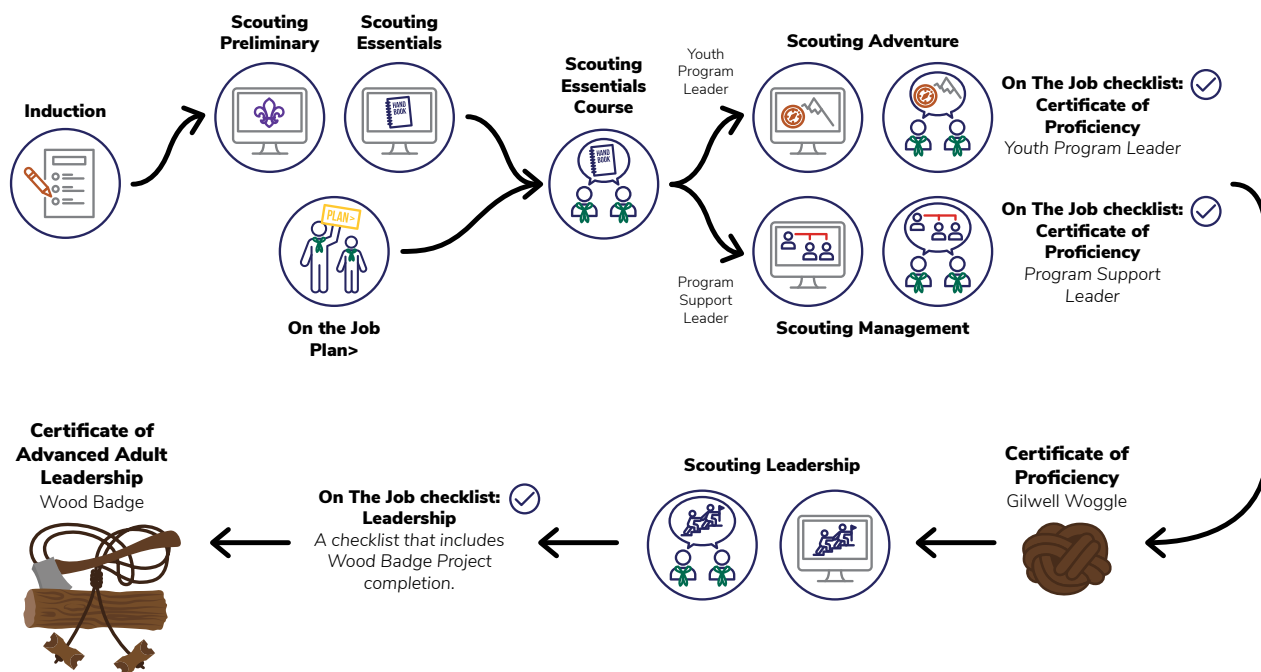 Induction
Scouting
Preliminary
Scouting
Essentials
HAND
BOOK
PLAN>
On the Job
Plan>
Scouting
Essentials
Course
HAND
BOOK
Youth
Program
Leader
Scouting Adventure
On The Job checklist:
Certificate of
Proficiency
Youth Program Leader
Program
Support
Leader
Scouting Management
On The Job checklist:
Certificate of
Proficiency
Program Support
Leader
Certificate of
Proficiency
Gilwell Woggle
Scouting Leadership
On The Job checklist:
Leadership
A checklist that includes
Wood Badge Project
completion.
Certificate of
Advanced Adult
Leadership
Wood Badge